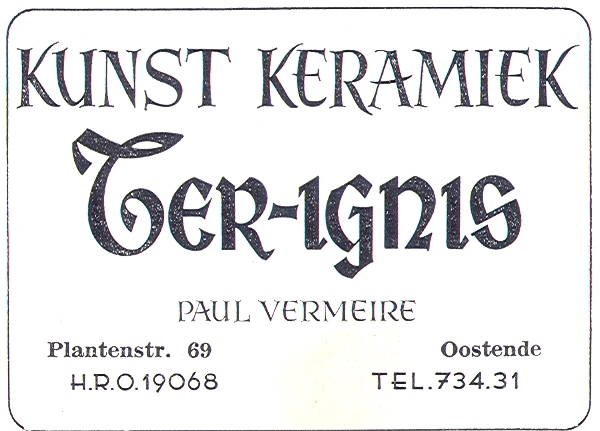 KUNST KERAMIEK
TER-IGNIS
PAUL VERMEIRE
Plantenstr. 69 Oostende
H.R.O.19068 TEL.734.31